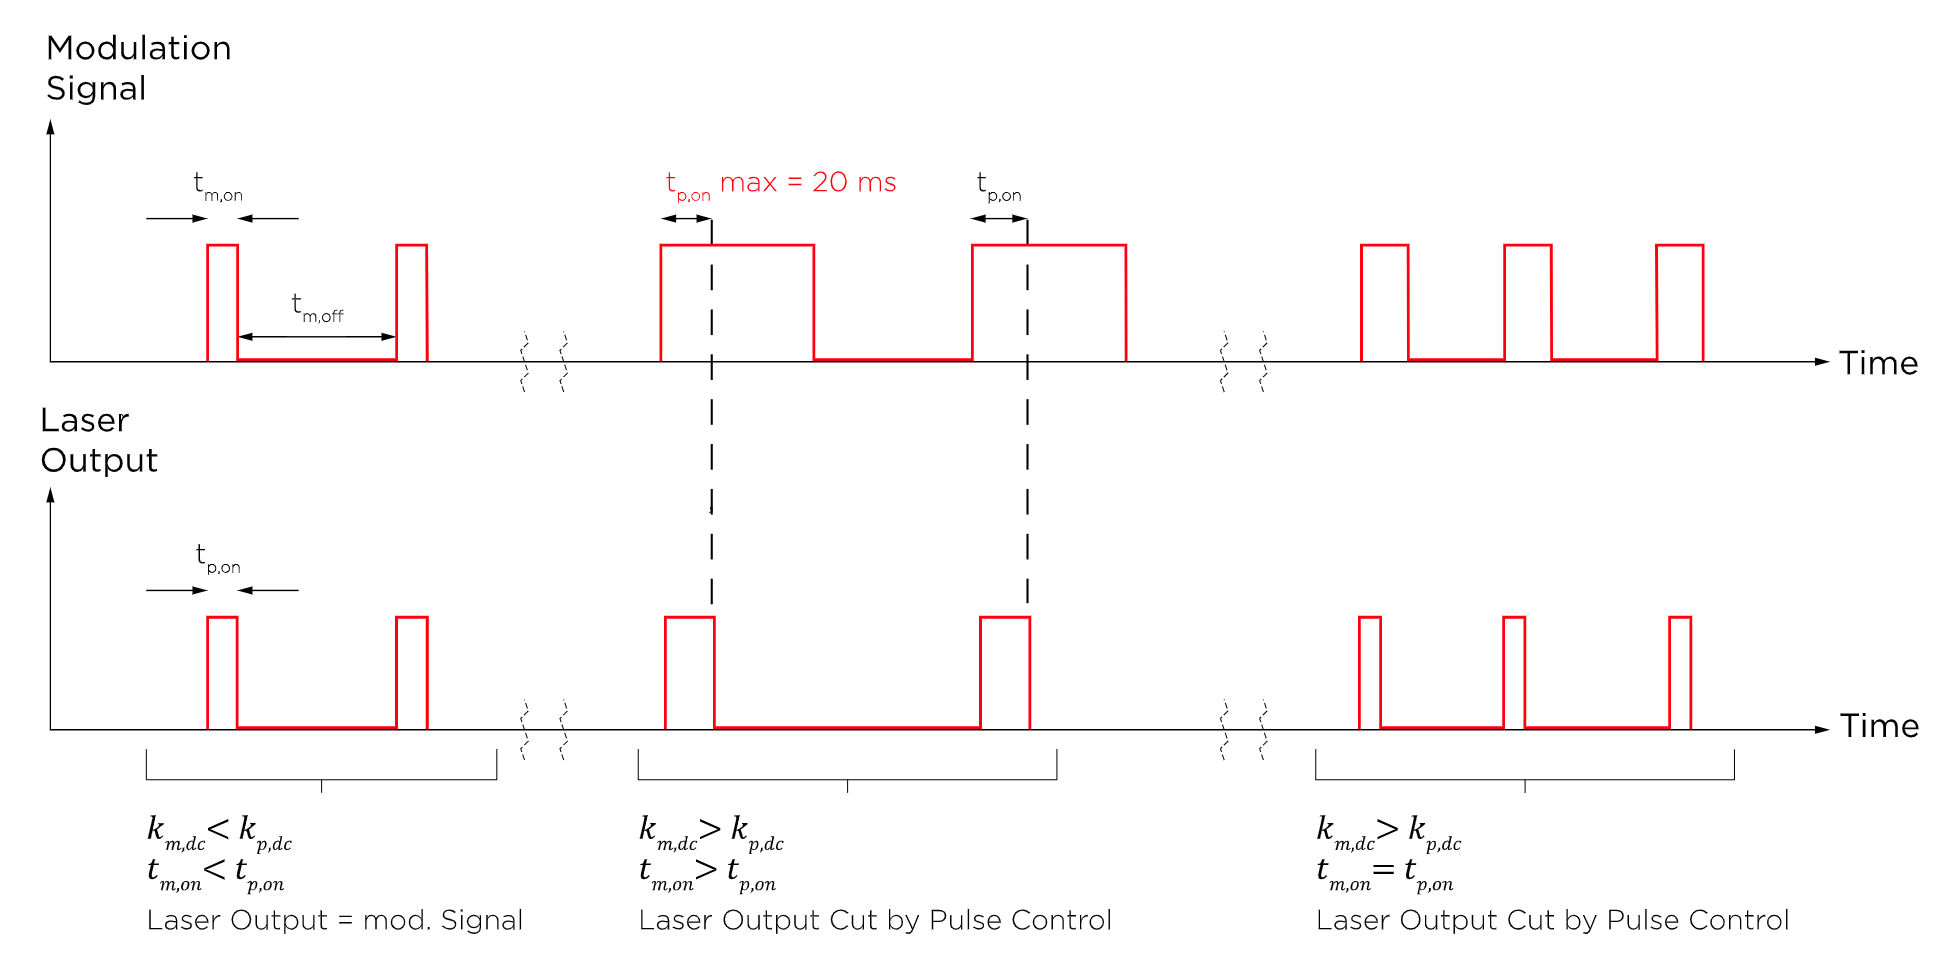 Modulation
Signal
t m,on
t p,on max = 20 ms
t p,on
t m,off
Time
Laser
Output
t p,on
Time
k m,dc < k p,dc
t m,on < t p,on
Laser Output = mod. Signal
k m,dc > k p,dc
t m,on > t p,on
Laser Output Cut by Pulse Control
k m,dc > k p,dc
t m,on = t p,on
Laser Output Cut by Pulse Control